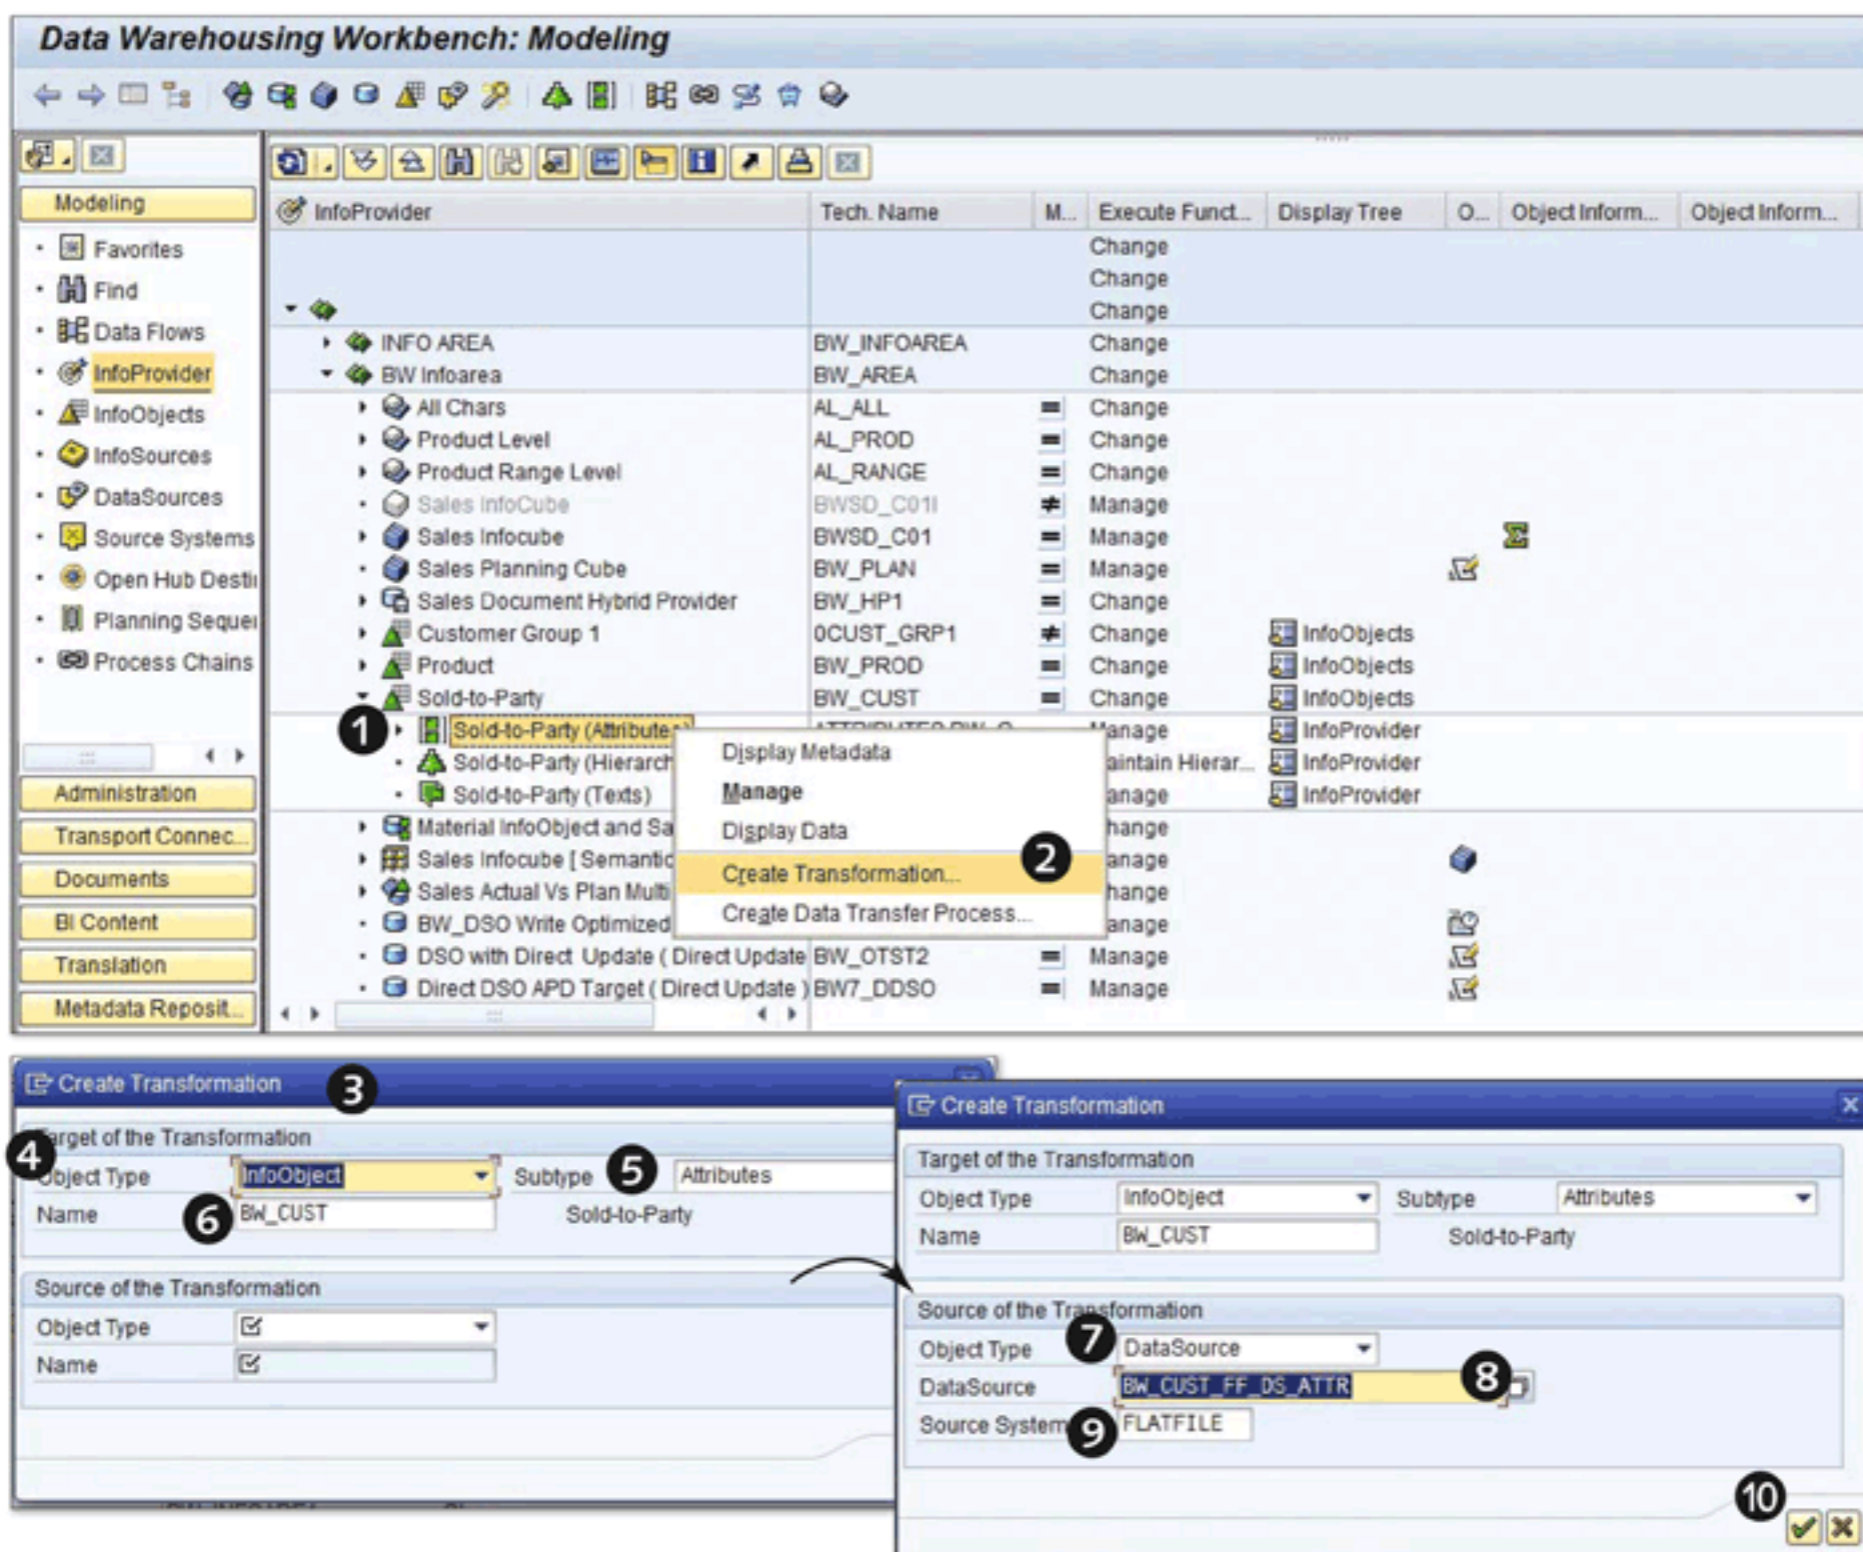 Data Warehousing Workbench: Modeling
Modeling
Favorites
Find
Data Flows
InfoProvider
InfoObjects
InfoSources
DataSources
Source Systems
Open Hub Desti
Planning Sequei
Process Chains
Administration
Transport Connec...
Documents
BI Content
Translation
Metadata Reposit...
InfoProvider Tech. Name M... Execute Funct... Display Tree O... Object Inform... Object Inform...
Change
Change
Change
INFO AREA BW_INFOAREA Change
BW Infoarea BW_AREA Change
All Chars AL_ALL = Change
Product Level AL_PROD = Change
Product Range Level AL_RANGE = Change
Sales InfoCube BWSD_C01I ≠ Manage
Sales Infocube BWSD_C01 = Manage
Sales Planning Cube BW_PLAN = Manage
Sales Document Hybrid Provider BW_HP1 = Change
Customer Group 1 0CUST_GRP1 ≠ Change InfoObjects
Product BW_PROD = Change InfoObjects
Sold-to-Party BW_CUST = Change InfoObjects
1 Sold-to-Party (Attributes) anage InfoProvider
Sold-to-Party (Hierarch aintain Hierar... InfoProvider
Sold-to-Party (Texts) anage InfoProvider
Material InfoObject and Sa hange
Sales Infocube [ Semantic anage
Sales Actual Vs Plan Multi hange
BW_DSO Write Optimized anage
DSO with Direct Update ( Direct Update BW_OTST2 = Manage
Direct DSO APD Target ( Direct Update ) BW7_DDSO = Manage
Display Metadata
Manage
Display Data
Create Transformation... 2
Create Data Transfer Process...
Create Transformation 3
Target of the Transformation
4 Object Type InfoObject Subtype 5 Attributes
Name 6 BW_CUST Sold-to-Party
Source of the Transformation
Object Type
Name
Create Transformation
Target of the Transformation
Object Type InfoObject Subtype Attributes
Name BW_CUST Sold-to-Party
Source of the Transformation
Object Type 7 DataSource
DataSource BW_CUST_FF_DS_ATTR 8
Source System 9 FLATFILE
10